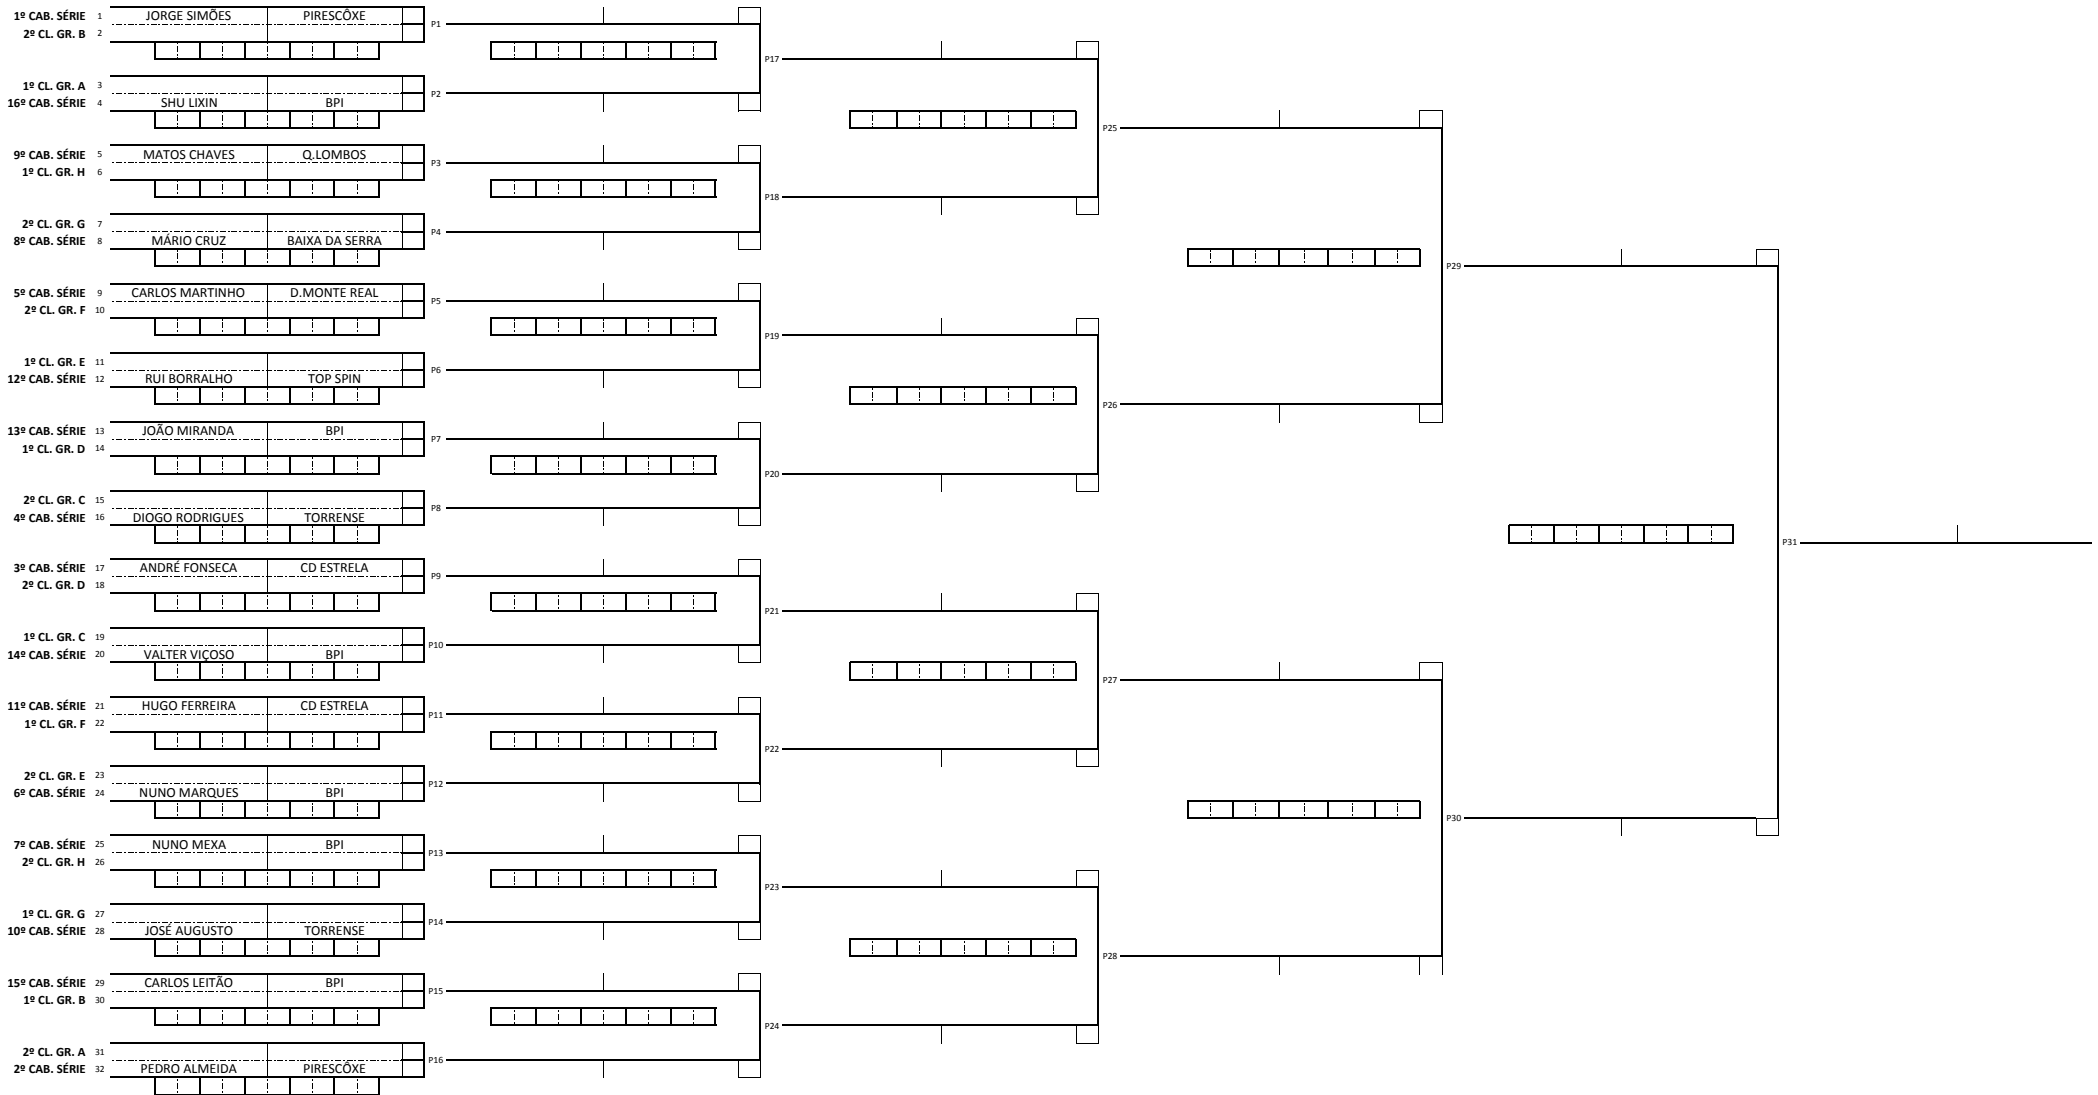 1º CAB. SÉRIE 1 JORGE SIMÕES PIRESCÔXE
P1
2º CL. GR. B 2
P17
1º CL. GR. A 3
P2
16º CAB. SÉRIE 4 SHU LIXIN BPI
P25
9º CAB. SÉRIE 5 MATOS CHAVES Q.LOMBOS
P3
1º CL. GR. H 6
P18
2º CL. GR. G 7
P4
8º CAB. SÉRIE 8 MÁRIO CRUZ BAIXA DA SERRA
P29
5º CAB. SÉRIE 9 CARLOS MARTINHO D.MONTE REAL
P5
2º CL. GR. F 10
P19
1º CL. GR. E 11
P6
12º CAB. SÉRIE 12 RUI BORRALHO TOP SPIN
P26
13º CAB. SÉRIE 13 JOÃO MIRANDA BPI
P7
1º CL. GR. D 14
P20
2º CL. GR. C 15
P8
4º CAB. SÉRIE 16 DIOGO RODRIGUES TORRENSE
P31
3º CAB. SÉRIE 17 ANDRÉ FONSECA CD ESTRELA
P9
2º CL. GR. D 18
P21
1º CL. GR. C 19
P10
14º CAB. SÉRIE 20 VALTER VIÇOSO BPI
P27
11º CAB. SÉRIE 21 HUGO FERREIRA CD ESTRELA
P11
1º CL. GR. F 22
P22
2º CL. GR. E 23
P12
6º CAB. SÉRIE 24 NUNO MARQUES BPI
P30
7º CAB. SÉRIE 25 NUNO MEXA BPI
P13
2º CL. GR. H 26
P23
1º CL. GR. G 27
P14
10º CAB. SÉRIE 28 JOSÉ AUGUSTO TORRENSE
P28
15º CAB. SÉRIE 29 CARLOS LEITÃO BPI
P15
1º CL. GR. B 30
P24
2º CL. GR. A 31
P16
2º CAB. SÉRIE 32 PEDRO ALMEIDA PIRESCÔXE